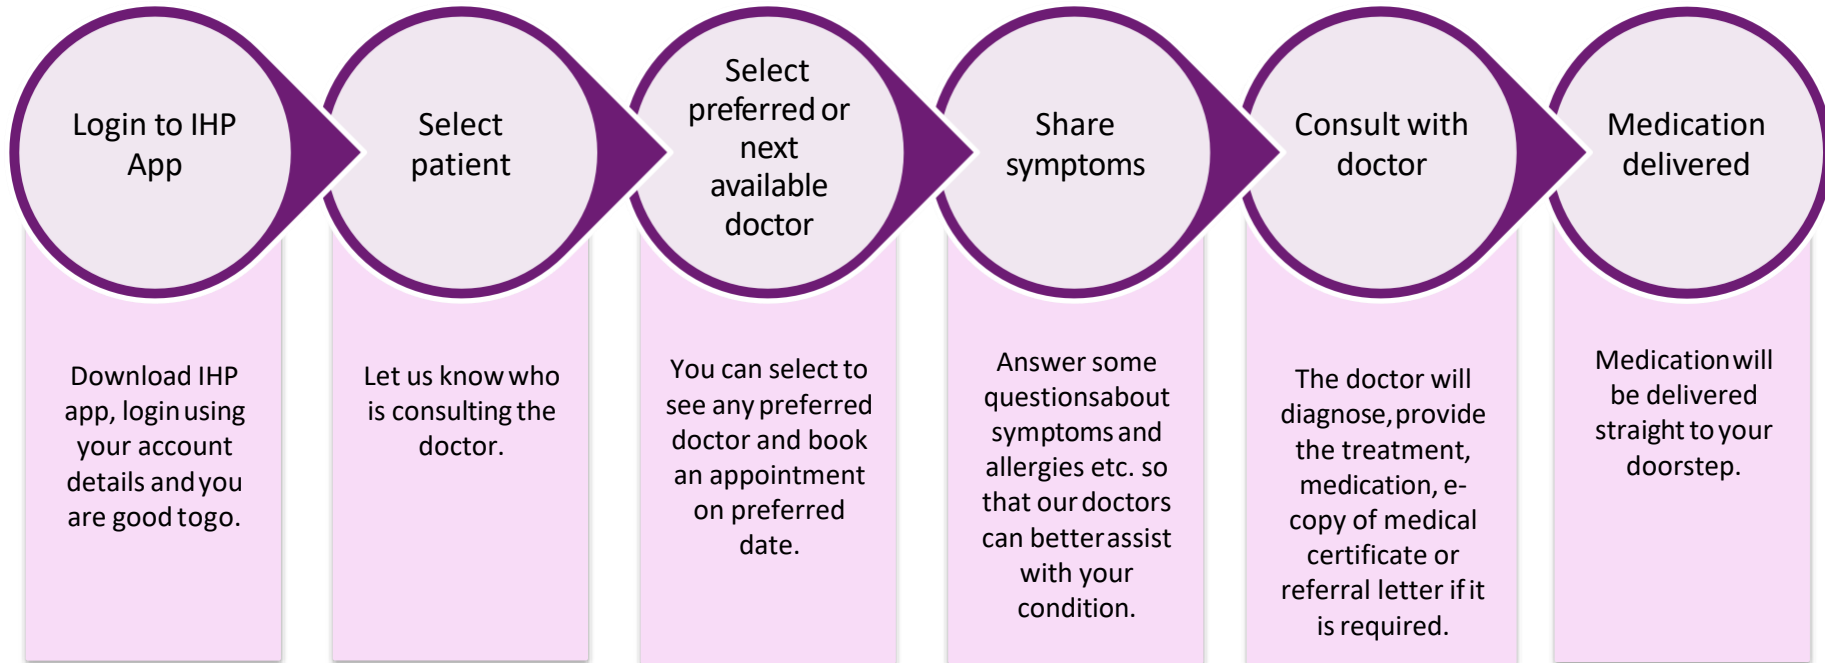 Login to IHP
App
Select
patient
Select
preferred or
next
available
doctor
Share
symptoms
Consult with
doctor
Medication
delivered
Download IHP
app, login using
your account
details and you
are good togo.
Let us know who
is consulting the
doctor.
You can select to
see any preferred
doctor and book
an appointment
on preferred
date.
Answer some
questionsabout
symptoms and
allergies etc. so
that our doctors
can better assist
with your
condition.
The doctor will
diagnose, provide
the treatment,
medication, e-
copy of medical
certificate or
referral letter if it
is required.
Medication will
be delivered
straight to your
doorstep.